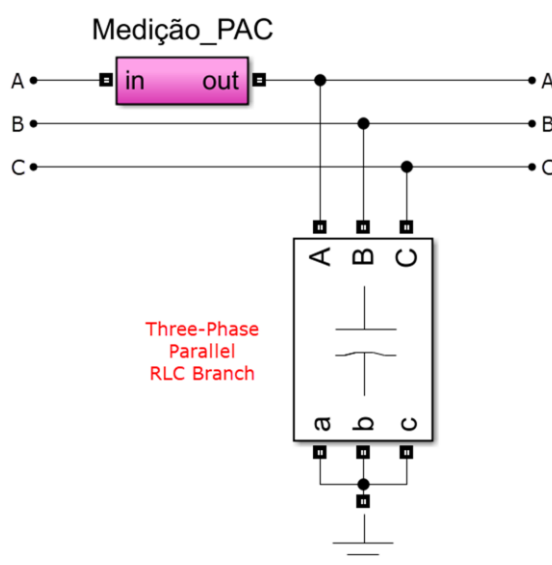 Medição_PAC
A in out A
B B
C C
A B C
Three-Phase
Parallel
RLC Branch
a b c